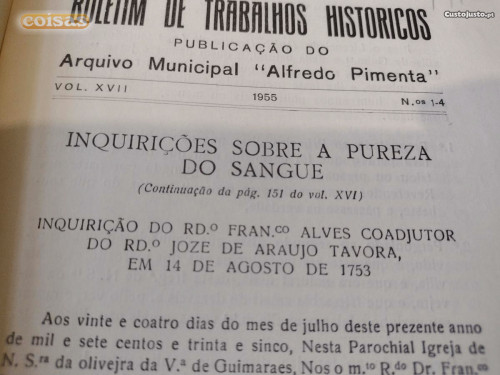 coisas
CustoJusto.pt
BOLETIM DE TRABALHOS HISTORICOS
PUBLICAÇÃO DO
Arquivo Municipal "Alfredo Pimenta"
VOL. XVII 1955 N.os 1-4
INQUIRIÇÕES SOBRE A PUREZA
DO SANGUE
(Continuação da pág. 151 do vol. XVI)
INQUIRIÇÃO DO RD.º FRAN.co ALVES COADJUTOR
DO RD.º JOZE DE ARAUJO TAVORA,
EM 14 DE AGOSTO DE 1753
Aos vinte e coatro dias do mes de julho deste prezente anno
de mil e sete centos e trinta e sinco, Nesta Parochial Igreja de
N. S.ra da olivejra da V.ª de Guimaraes, Nos o m.to R.do Dr. Fran.co